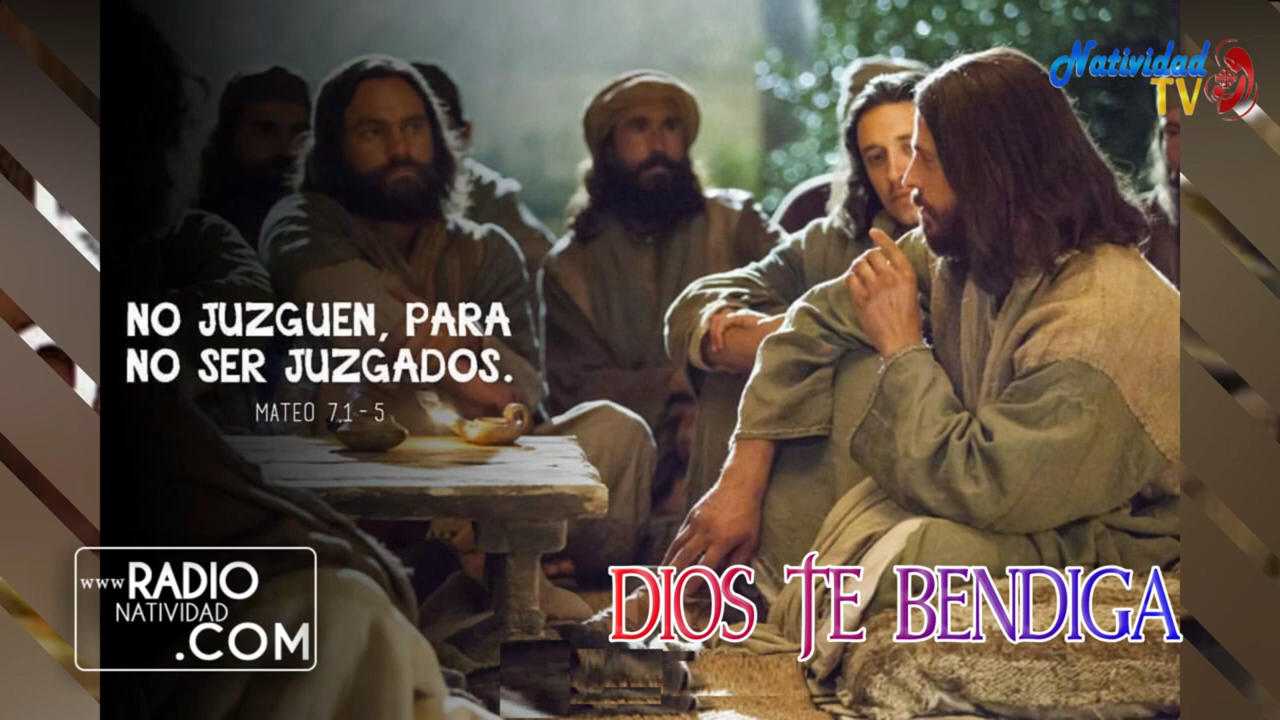 Natividad
TV
NO JUZGUEN, PARA
NO SER JUZGADOS.
MATEO 7,1-5
www RADIO
NATIVIDAD
.COM
DIOS TE BENDIGA